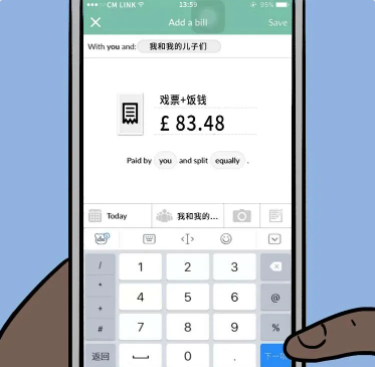 CM LINK 13:59 89%
Add a bill Save
With you and: 我和我的儿子们
戏票+饭钱
£ 83.48
Paid by you and split equally .
Today 我和我的...
/ 1 2 3
* 4 5 6 @
+
# 7 8 9 %
返回 0 .